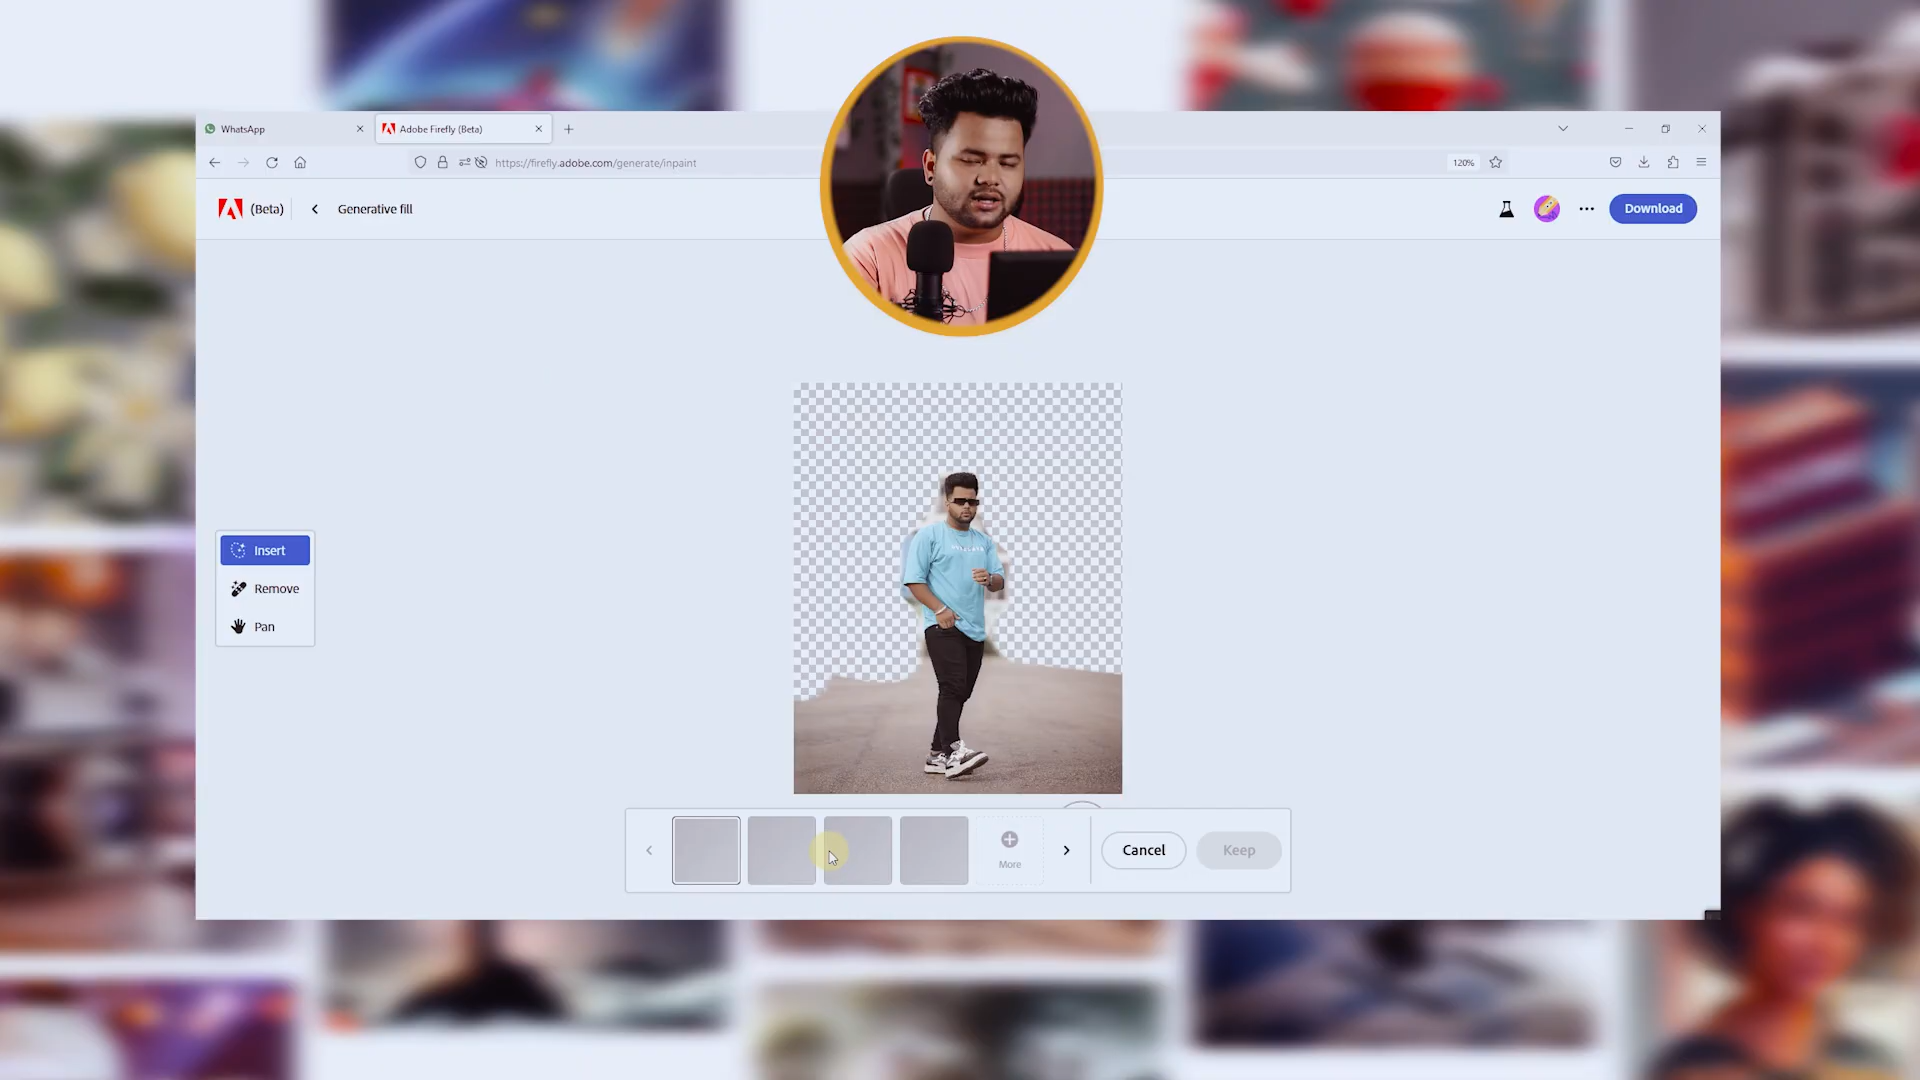 WhatsApp
Adobe Firefly (Beta)
https://firefly.adobe.com/generate/inpaint
120%
(Beta)
Generative fill
Download
Insert
Remove
Pan
More
Cancel
Keep